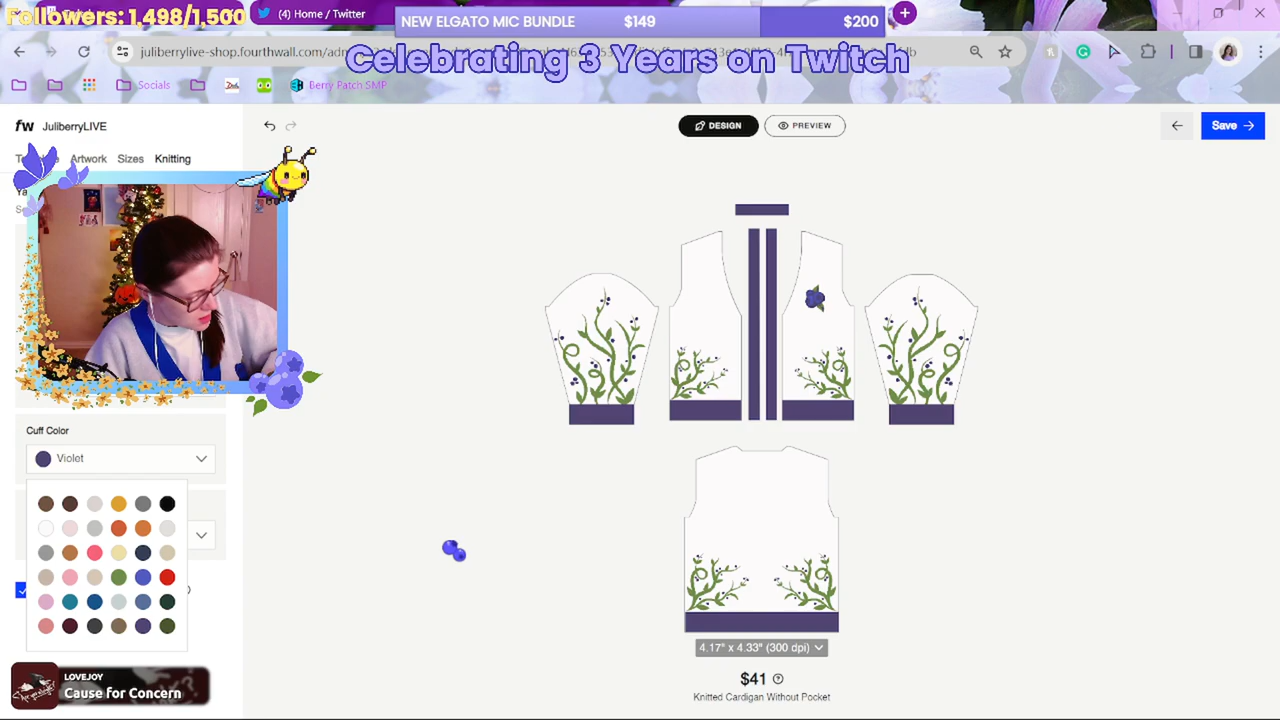 Followers: 1,498/1,500
(4) Home / Twitter
NEW ELGATO MIC BUNDLE $149 $200
juliberrylive-shop.fourthwall.com/
Celebrating 3 Years on Twitch
Socials
Berry Patch SMP
fw JuliberryLIVE
DESIGN
PREVIEW
Save
Artwork Sizes Knitting
Cuff Color
Violet
4.17" x 4.33" (300 dpi)
$41
Knitted Cardigan Without Pocket
LOVEJOY
Cause for Concern